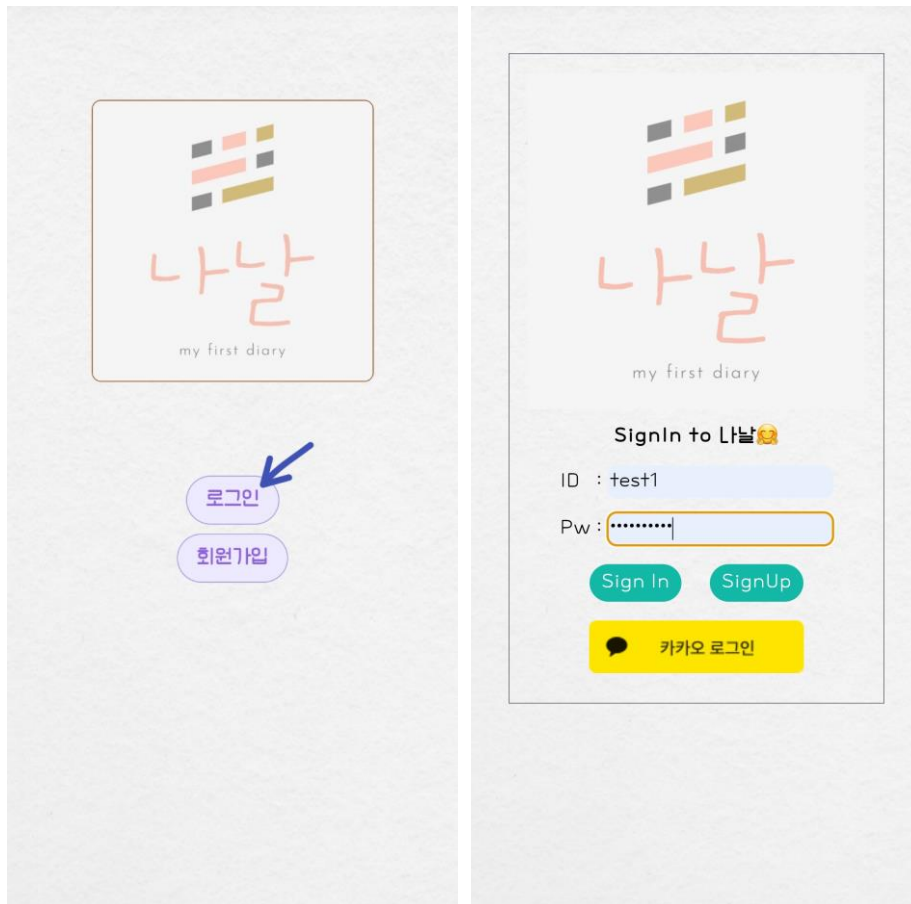 나날
my first diary
로그인
회원가입
나날
my first diary
SignIn to 나날🤗
ID : test1
Pw : ••••••••••
Sign In
SignUp
카카오 로그인